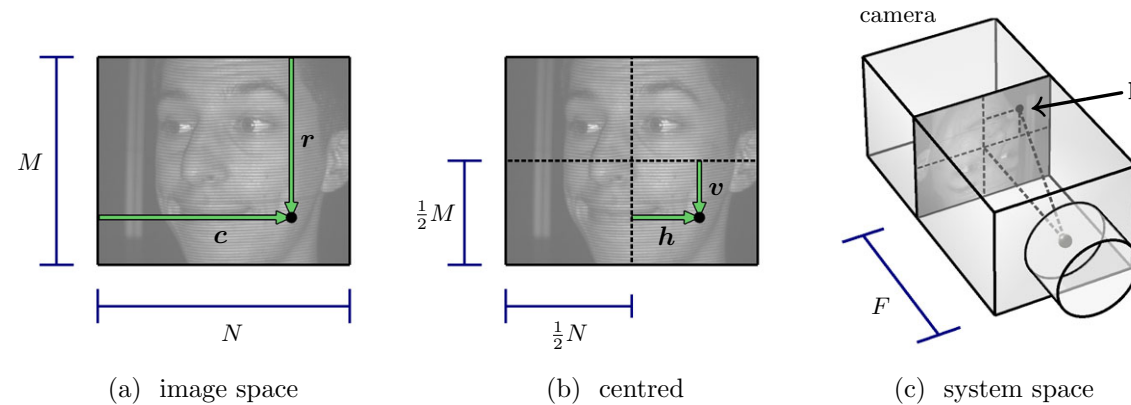 camera
M
r
c
N
(a) image space
½M
v
h
½N
(b) centred
F
(c) system space